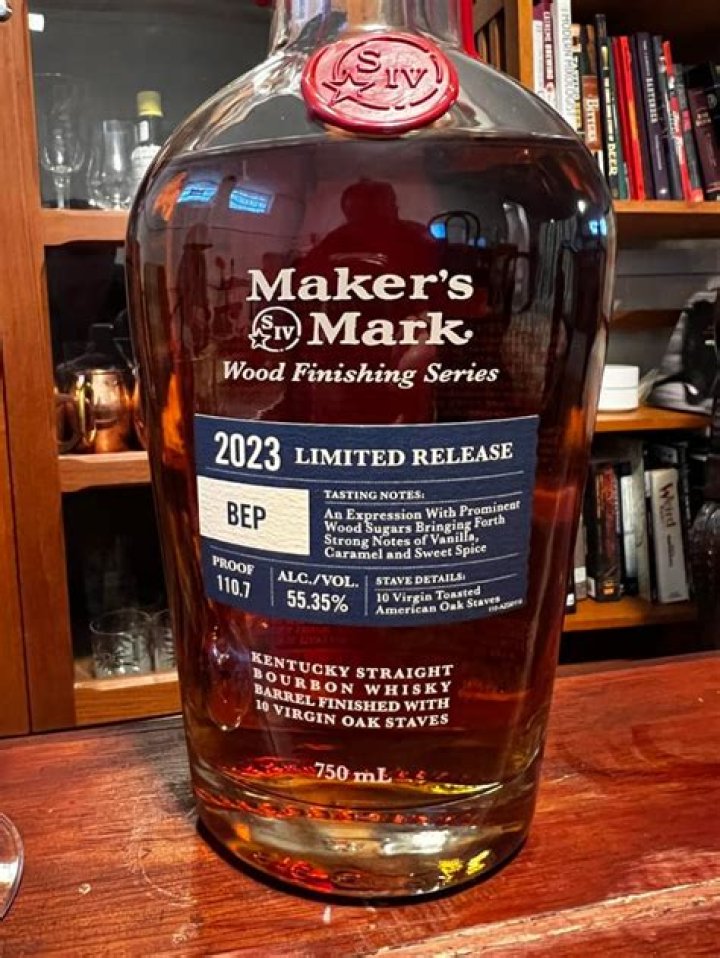 S IV
Maker's
S IV Mark
Wood Finishing Series
2023 LIMITED RELEASE
BEP
TASTING NOTES:
An Expression With Prominent
Wood Sugars Bringing Forth
Strong Notes of Vanilla,
Caramel and Sweet Spice
PROOF
110.7
ALC./VOL.
55.35%
STAVE DETAILS:
10 Virgin Toasted
American Oak Staves
KENTUCKY STRAIGHT
BOURBON WHISKY
BARREL FINISHED WITH
10 VIRGIN OAK STAVES
750 mL